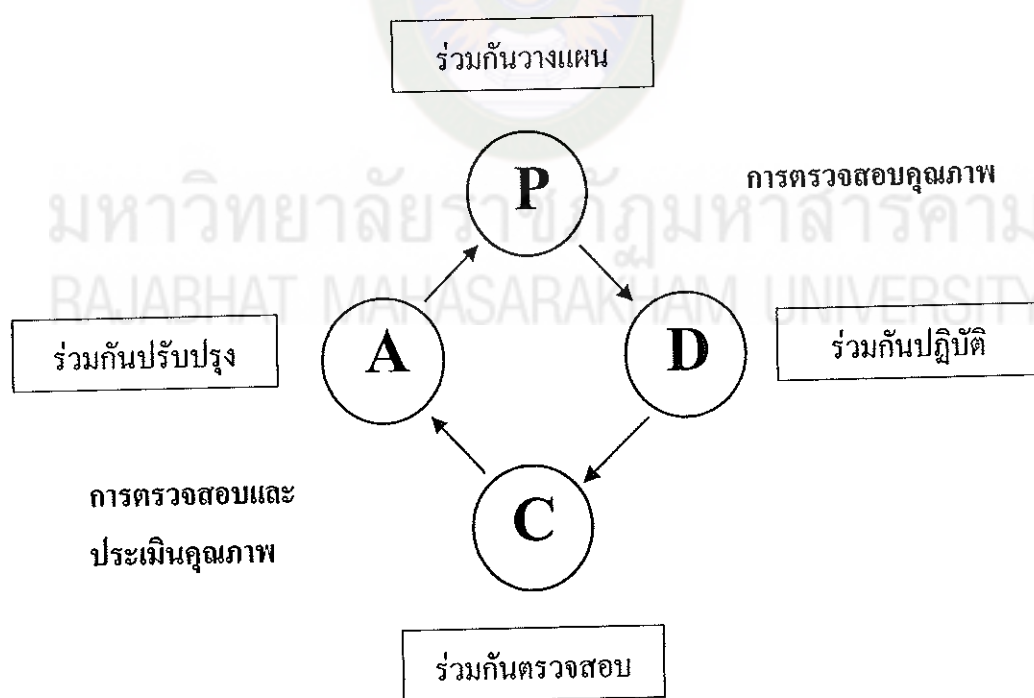 ร่วมกันวางแผน
P
การตรวจสอบคุณภาพ
มหาวิทยาลัยราชภัฏมหาสารคาม
RAJABHAT MAHASARAKHAM UNIVERSITY
ร่วมกันปรับปรุง
A
D
ร่วมกันปฏิบัติ
การตรวจสอบและ
ประเมินคุณภาพ
C
ร่วมกันตรวจสอบ